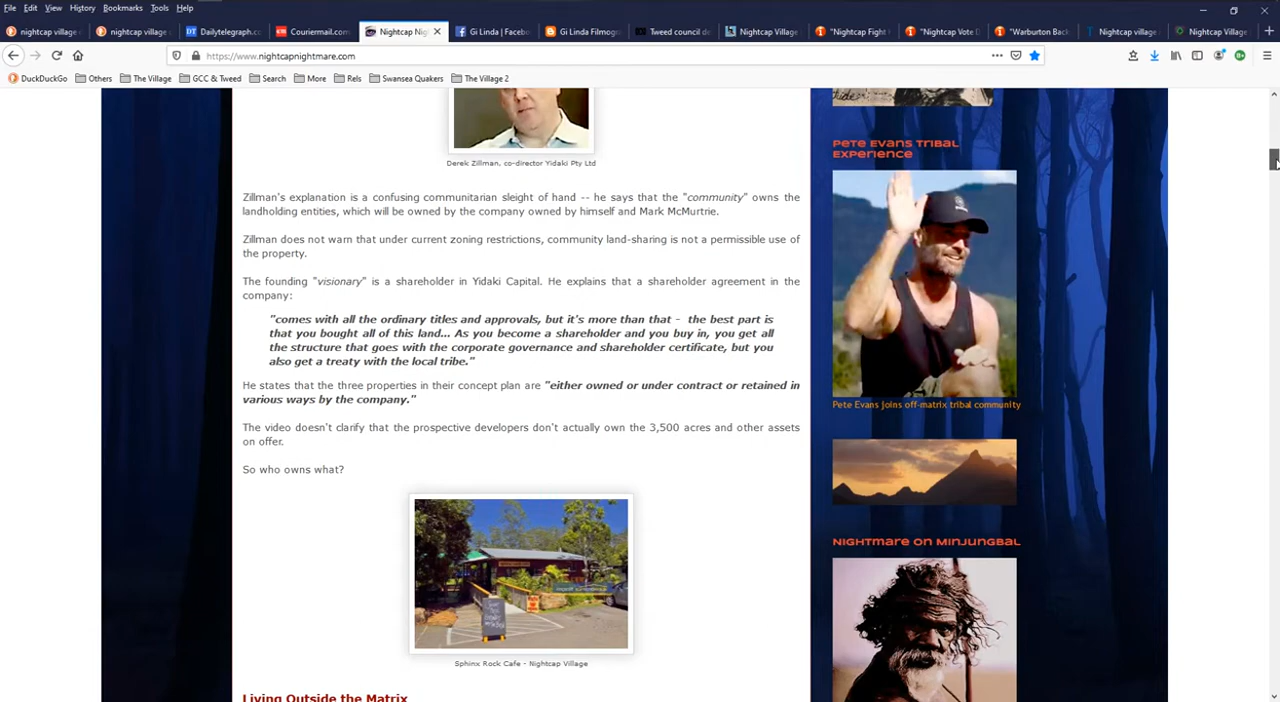 File Edit View History Bookmarks Tools Help
nightcap village nightcap village Dailytelegraph.co Couriermail.com Nightcap Nig Gi Linda | Facebo Gi Linda Filmogr Tweed council de Nightcap Village "Nightcap Fight "Nightcap Vote D "Warburton Back Nightcap village Nightcap Village
https://www.nightcapnightmare.com
DuckDuckGo Others The Village GCC & Tweed Search More Rels Swansea Quakers The Village 2
Derek Zillman, co-director Yidaki Pty Ltd
Zillman's explanation is a confusing communitarian sleight of hand -- he says that the "community" owns the
landholding entities, which will be owned by the company owned by himself and Mark McMurtrie.
Zillman does not warn that under current zoning restrictions, community land-sharing is not a permissible use of
the property.
The founding "visionary" is a shareholder in Yidaki Capital. He explains that a shareholder agreement in the
company:
"comes with all the ordinary titles and approvals, but it's more than that - the best part is
that you bought all of this land... As you become a shareholder and you buy in, you get all
the structure that goes with the corporate governance and shareholder certificate, but you
also get a treaty with the local tribe."
He states that the three properties in their concept plan are "either owned or under contract or retained in
various ways by the company."
The video doesn't clarify that the prospective developers don't actually own the 3,500 acres and other assets
on offer.
So who owns what?
Sphinx Rock Cafe - Nightcap Village
Living Outside the Matrix
Pete Evans Tribal
Experience
Pete Evans joins off-matrix tribal community
Nightmare on Minjungbal